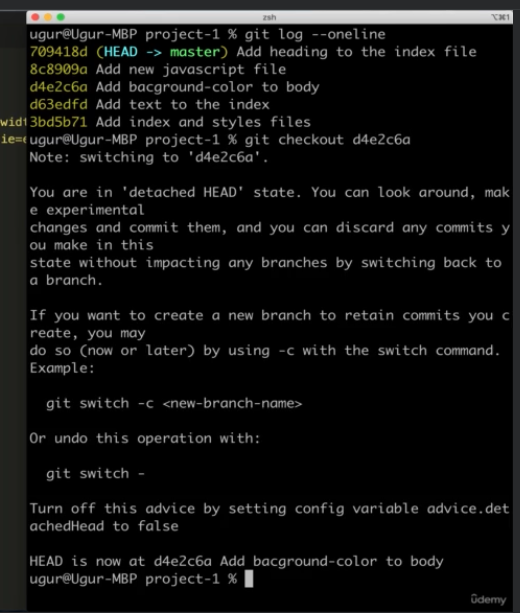 zsh
⌥⌘1
ugur@Ugur-MBP project-1 % git log --oneline
709418d (HEAD -> master) Add heading to the index file
8c8909a Add new javascript file
d4e2c6a Add bacground-color to body
d63edfd Add text to the index
widt
3bd5b71 Add index and styles files
ie=e
ugur@Ugur-MBP project-1 % git checkout d4e2c6a
Note: switching to 'd4e2c6a'.
You are in 'detached HEAD' state. You can look around, mak
e experimental
changes and commit them, and you can discard any commits y
ou make in this
state without impacting any branches by switching back to
a branch.
If you want to create a new branch to retain commits you c
reate, you may
do so (now or later) by using -c with the switch command.
Example:
git switch -c <new-branch-name>
Or undo this operation with:
git switch -
Turn off this advice by setting config variable advice.det
achedHead to false
HEAD is now at d4e2c6a Add bacground-color to body
ugur@Ugur-MBP project-1 %
ûdemy